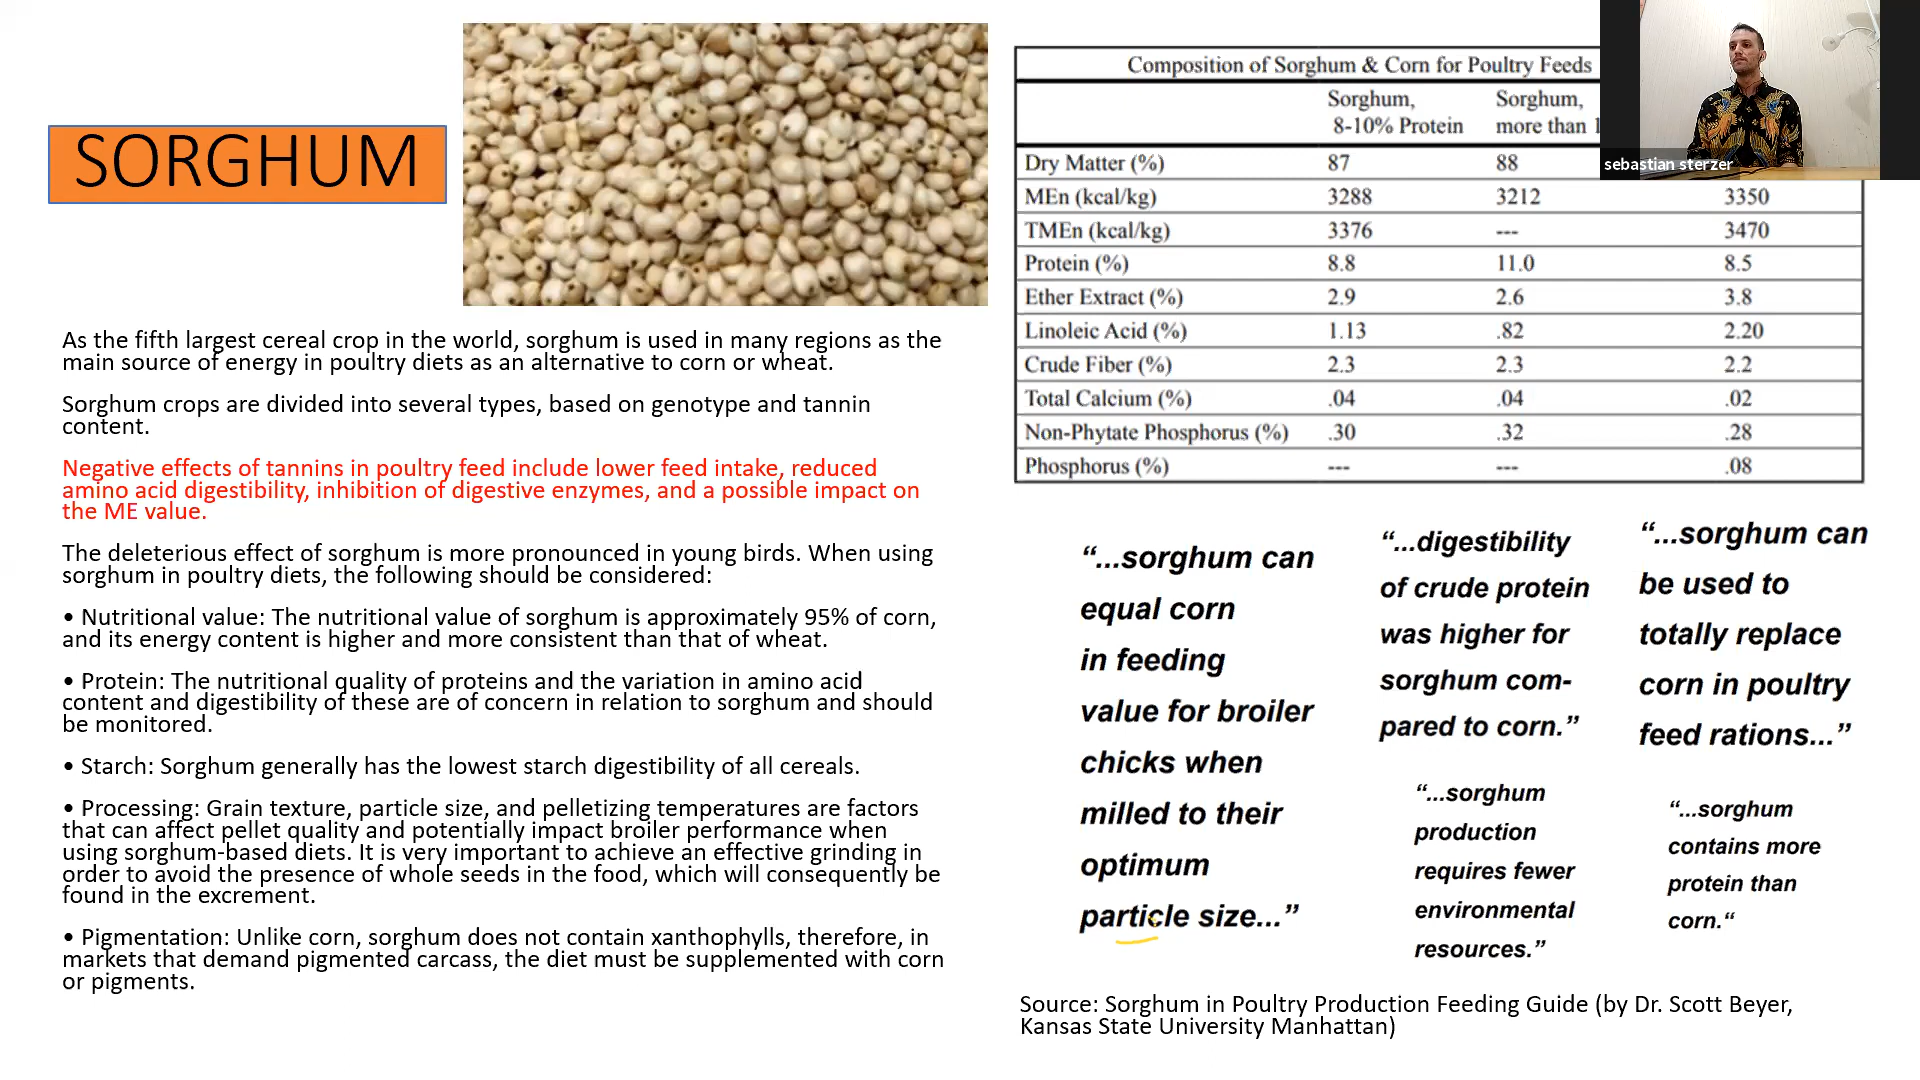 SORGHUM
As the fifth largest cereal crop in the world, sorghum is used in many regions as the
main source of energy in poultry diets as an alternative to corn or wheat.
Sorghum crops are divided into several types, based on genotype and tannin
content.
Negative effects of tannins in poultry feed include lower feed intake, reduced
amino acid digestibility, inhibition of digestive enzymes, and a possible impact on
the ME value.
The deleterious effect of sorghum is more pronounced in young birds. When using
sorghum in poultry diets, the following should be considered:
• Nutritional value: The nutritional value of sorghum is approximately 95% of corn,
and its energy content is higher and more consistent than that of wheat.
• Protein: The nutritional quality of proteins and the variation in amino acid
content and digestibility of these are of concern in relation to sorghum and should
be monitored.
• Starch: Sorghum generally has the lowest starch digestibility of all cereals.
• Processing: Grain texture, particle size, and pelletizing temperatures are factors
that can affect pellet quality and potentially impact broiler performance when
using sorghum-based diets. It is very important to achieve an effective grinding in
order to avoid the presence of whole seeds in the food, which will consequently be
found in the excrement.
• Pigmentation: Unlike corn, sorghum does not contain xanthophylls, therefore, in
markets that demand pigmented carcass, the diet must be supplemented with corn
or pigments.
Composition of Sorghum & Corn for Poultry Feeds
Sorghum, Sorghum,
8-10% Protein more than
Dry Matter (%) 87 88
MEn (kcal/kg) 3288 3212 3350
TMEn (kcal/kg) 3376 --- 3470
Protein (%) 8.8 11.0 8.5
Ether Extract (%) 2.9 2.6 3.8
Linoleic Acid (%) 1.13 .82 2.20
Crude Fiber (%) 2.3 2.3 2.2
Total Calcium (%) .04 .04 .02
Non-Phytate Phosphorus (%) .30 .32 .28
Phosphorus (%) --- --- .08
sebastian sterzer
“...sorghum can
equal corn
in feeding
value for broiler
chicks when
milled to their
optimum
particle size...”
“...digestibility
of crude protein
was higher for
sorghum com-
pared to corn.”
“...sorghum can
be used to
totally replace
corn in poultry
feed rations...”
“...sorghum
production
requires fewer
environmental
resources.”
“...sorghum
contains more
protein than
corn.“
Source: Sorghum in Poultry Production Feeding Guide (by Dr. Scott Beyer,
Kansas State University Manhattan)